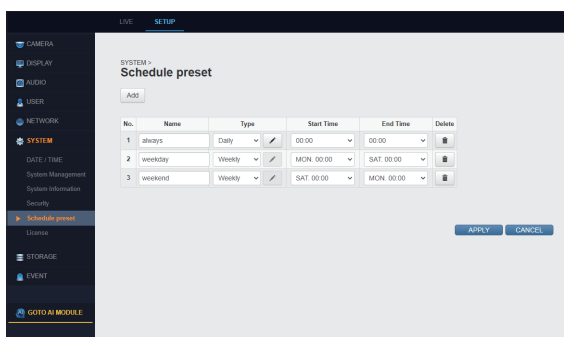 LIVE SETUP
CAMERA
DISPLAY
AUDIO
USER
NETWORK
SYSTEM
DATE / TIME
System Management
System Information
Security
Schedule preset
License
STORAGE
EVENT
GOTO AI MODULE
SYSTEM >
Schedule preset
Add
No. Name Type Start Time End Time Delete
1 always Daily 00:00 00:00
2 weekday Weekly MON. 00:00 SAT. 00:00
3 weekend Weekly SAT. 00:00 MON. 00:00
APPLY CANCEL